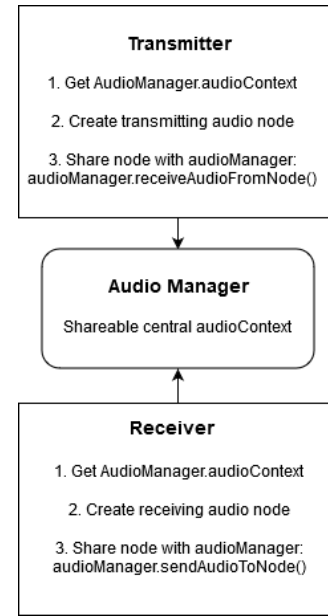 Transmitter
1. Get AudioManager.audioContext
2. Create transmitting audio node
3. Share node with audioManager:
audioManager.receiveAudioFromNode()
Audio Manager
Shareable central audioContext
Receiver
1. Get AudioManager.audioContext
2. Create receiving audio node
3. Share node with audioManager:
audioManager.sendAudioToNode()